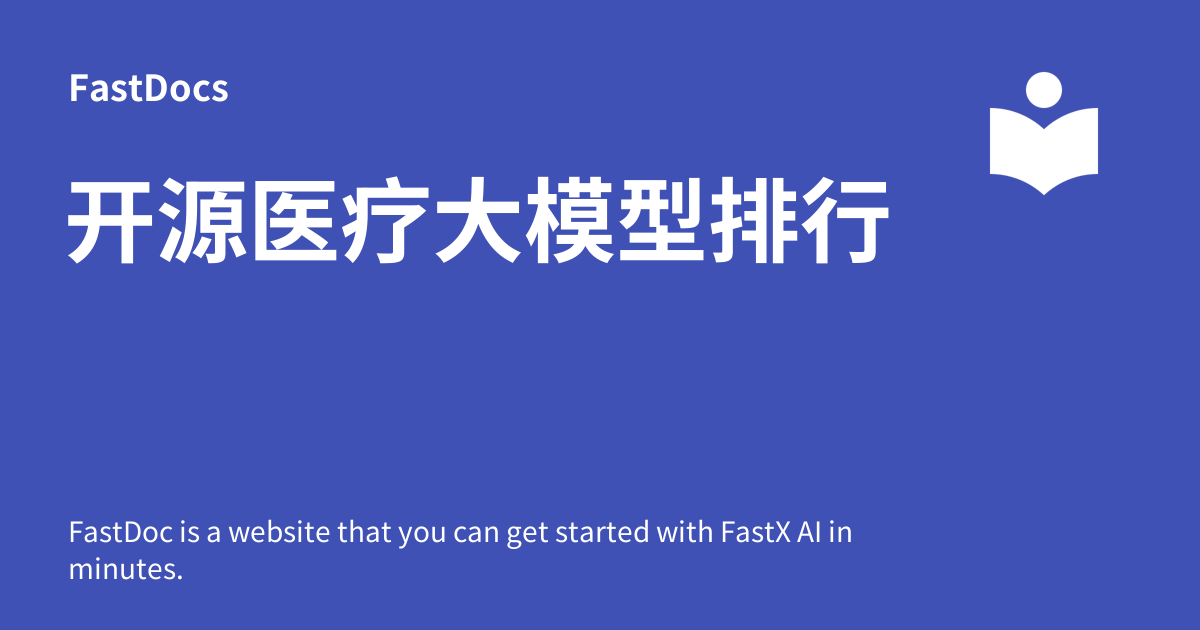 FastDocs
开源医疗大模型排行
FastDoc is a website that you can get started with FastX AI in
minutes.